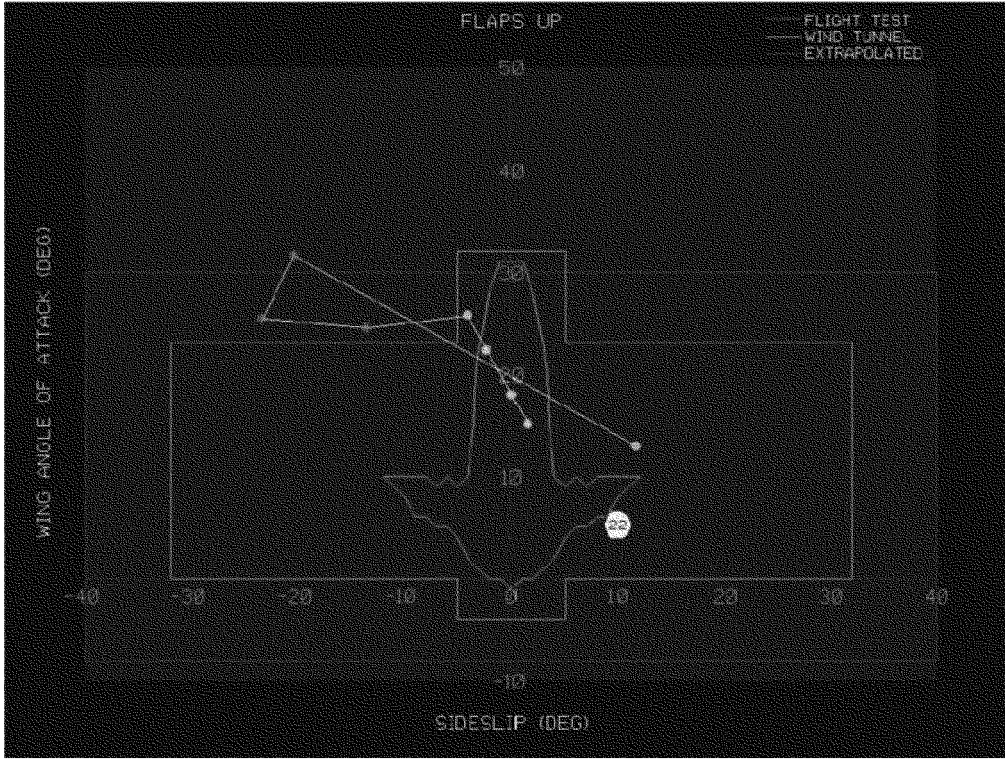 FLAPS UP
FLIGHT TEST
WIND TUNNEL
EXTRAPOLATED
50
40
30
20
10
22
-40 -30 -20 -10 0 10 20 30 40
-10
WING ANGLE OF ATTACK (DEG)
SIDESLIP (DEG)